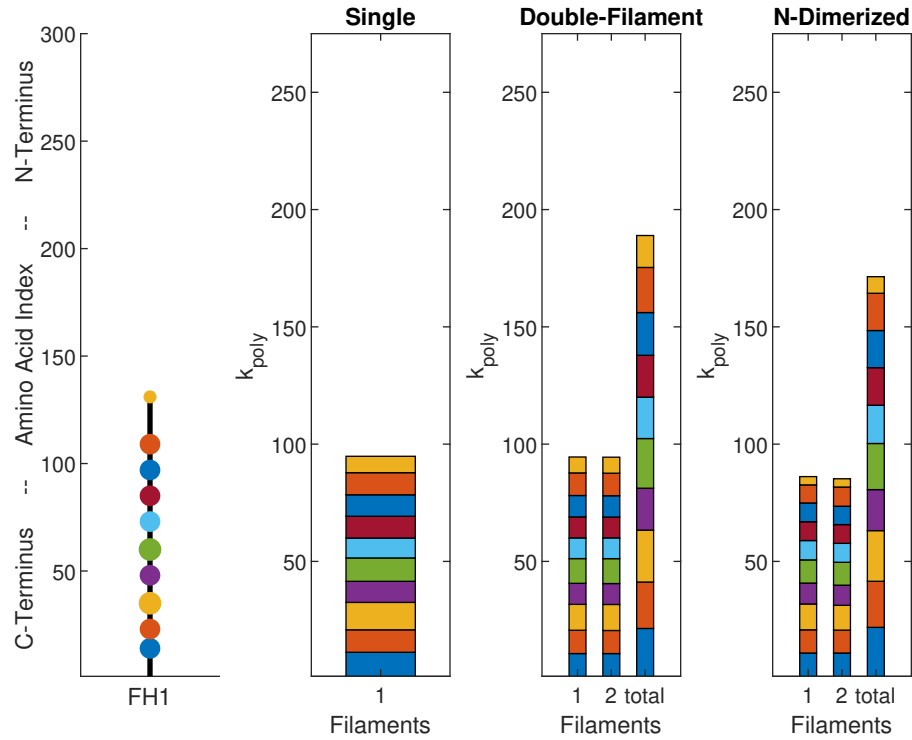 Single
Double-Filament
N-Dimerized
C-Terminus -- Amino Acid Index -- N-Terminus
300
250
200
150
100
50
FH1
k_poly
250
200
150
100
50
1
Filaments
k_poly
250
200
150
100
50
1 2 total
Filaments
k_poly
250
200
150
100
50
1 2 total
Filaments